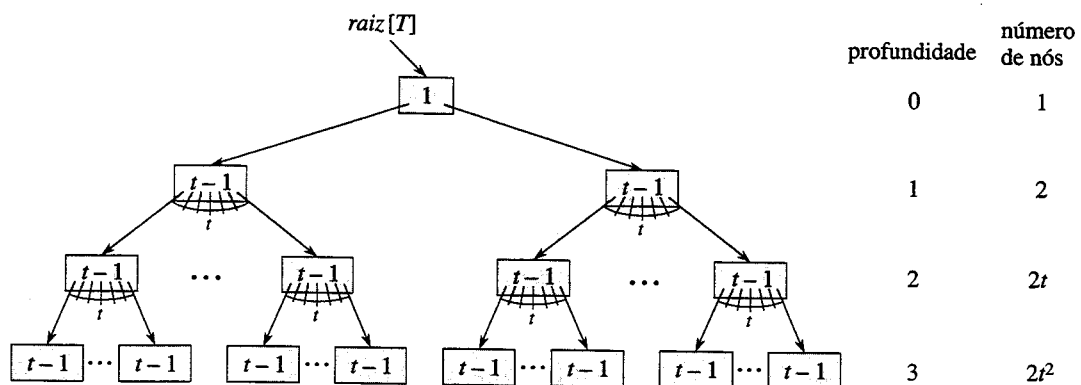 raiz [T]
profundidade
número
de nós
1
0
1
t – 1
t – 1
1
2
t
t
t – 1
...
t – 1
t – 1
...
t – 1
2
2t
t
t
t
t
t – 1 ... t – 1
t – 1 ... t – 1
t – 1 ... t – 1
t – 1 ... t – 1
3
2t²